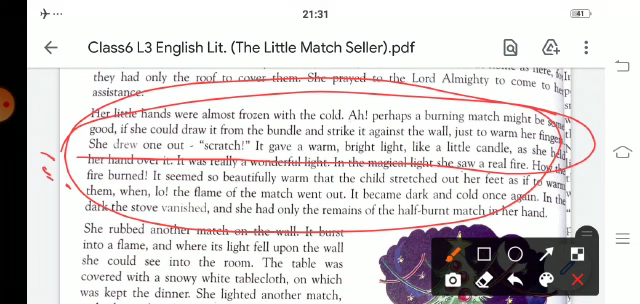 21:31
41
Class6 L3 English Lit. (The Little Match Seller).pdf
they had only the roof to cover them. She prayed to the Lord Almighty to come to
assistance.
Her little hands were almost frozen with the cold. Ah! perhaps a burning match might be some
good, if she could draw it from the bundle and strike it against the wall, just to warm her fingers
She drew one out - "scratch!" It gave a warm, bright light, like a little candle, as she held
her hand over it. It was really a wonderful light. In the magical light she saw a real fire. How the
fire burned! It seemed so beautifully warm that the child stretched out her feet as if to warm
them, when, lo! the flame of the match went out. It became dark and cold once again. In the
dark the stove vanished, and she had only the remains of the half-burnt match in her hand.
She rubbed another match on the wall. It burst
into a flame, and where its light fell upon the wall
she could see into the room. The table was
covered with a snowy white tablecloth, on which
was kept the dinner. She lighted another match,